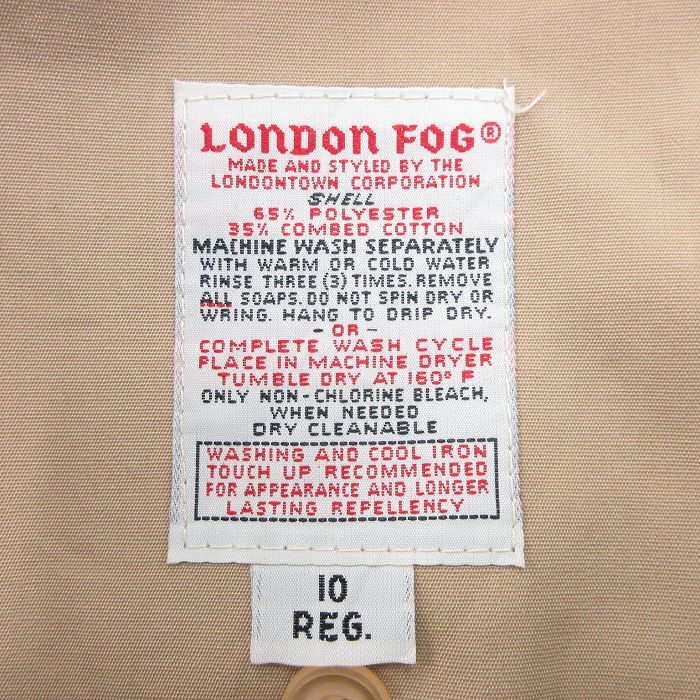 LONDON FOG®
MADE AND STYLED BY THE
LONDONTOWN CORPORATION
SHELL
65% POLYESTER
35% COMBED COTTON
MACHINE WASH SEPARATELY
WITH WARM OR COLD WATER
RINSE THREE (3) TIMES. REMOVE
ALL SOAPS. DO NOT SPIN DRY OR
WRING. HANG TO DRIP DRY.
- OR -
COMPLETE WASH CYCLE
PLACE IN MACHINE DRYER
TUMBLE DRY AT 160° F
ONLY NON-CHLORINE BLEACH,
WHEN NEEDED
DRY CLEANABLE
WASHING AND COOL IRON
TOUCH UP RECOMMENDED
FOR APPEARANCE AND LONGER
LASTING REPELLENCY
10
REG.